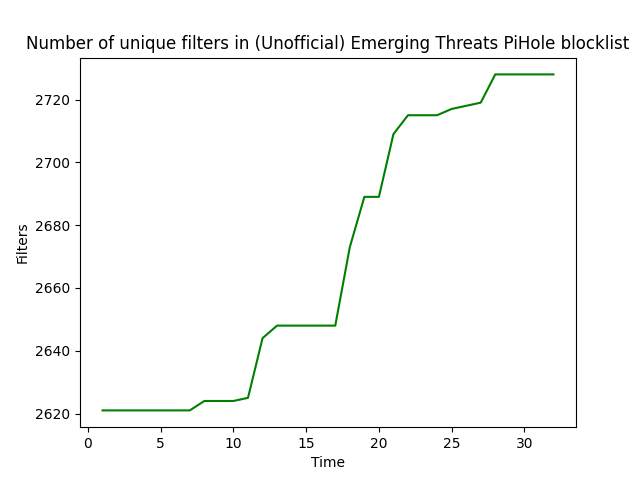 Number of unique filters in (Unofficial) Emerging Threats PiHole blocklist
2720
2700
2680
2660
2640
2620
Filters
0 5 10 15 20 25 30
Time